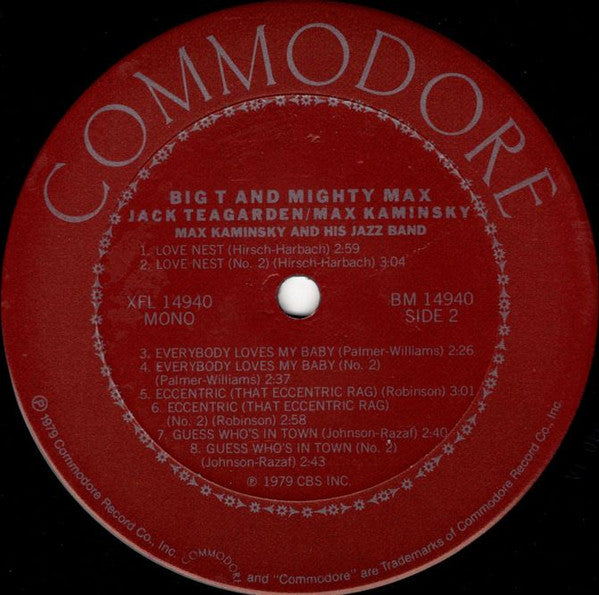 COMMODORE
BIG T AND MIGHTY MAX
JACK TEAGARDEN/MAX KAMINSKY
MAX KAMINSKY AND HIS JAZZ BAND
1. LOVE NEST (Hirsch-Harbach) 2:59
2. LOVE NEST (No. 2) (Hirsch-Harbach) 3:04
XFL 14940
MONO
BM 14940
SIDE 2
3. EVERYBODY LOVES MY BABY (Palmer-Williams) 2:26
4. EVERYBODY LOVES MY BABY (No. 2)
(Palmer-Williams) 2:37
5. ECCENTRIC (THAT ECCENTRIC RAG) (Robinson) 3:01
6. ECCENTRIC (THAT ECCENTRIC RAG)
(No. 2) (Robinson) 2:58
7. GUESS WHO'S IN TOWN (Johnson-Razaf) 2:40
8. GUESS WHO'S IN TOWN (No. 2)
(Johnson-Razaf) 2:43
℗ 1979 CBS INC.
℗ 1979 Commodore Record Co., Inc. COMMODORE and "Commodore" are Trademarks of Commodore Record Co., Inc.